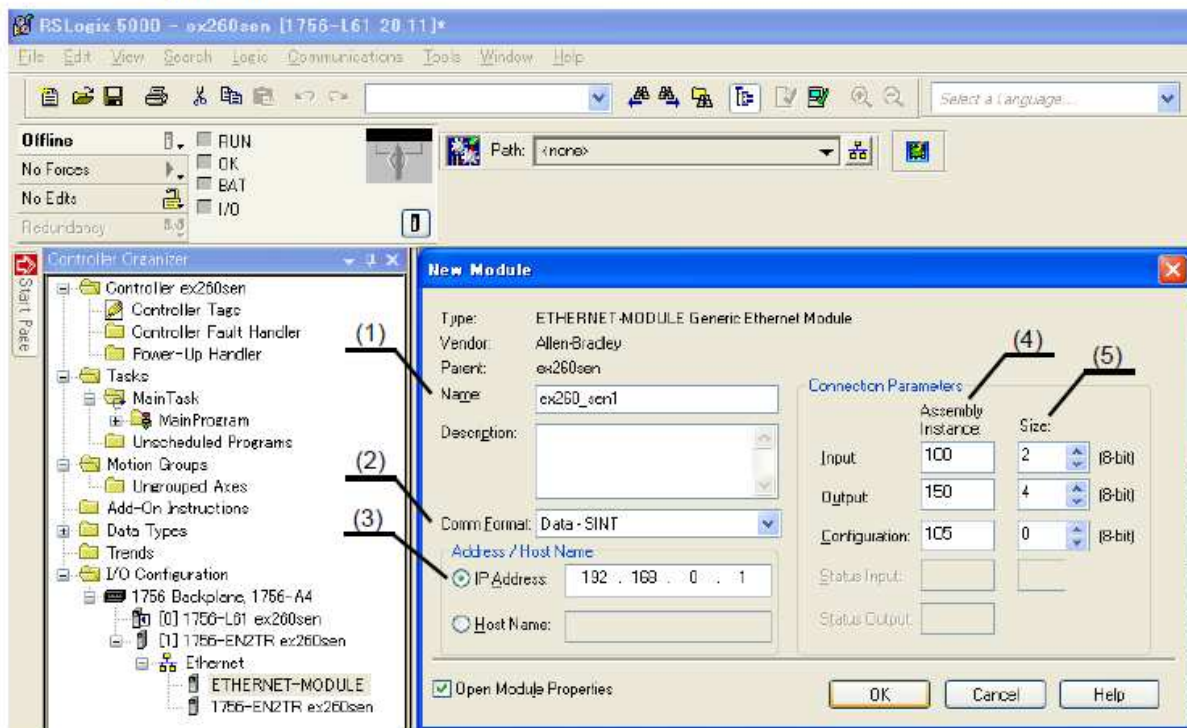 RSLogix 5000 - ex260sen [1756-L61 20.11]*
File Edit View Search Logic Communications Tools Window Help
Select a Language...
Offline
RUN
No Forces
OK
No Edits
BAT
Redundancy
I/O
Path: <none>
Start Page
Controller Organizer
Controller ex260sen
Controller Tags
Controller Fault Handler
Power-Up Handler
Tasks
MainTask
MainProgram
Unscheduled Programs
Motion Groups
Ungrouped Axes
Add-On Instructions
Data Types
Trends
I/O Configuration
1756 Backplane, 1756-A4
[0] 1756-L61 ex260sen
[1] 1756-EN2TR ex260sen
Ethernet
ETHERNET-MODULE
1756-EN2TR ex260sen
(1)
(2)
(3)
New Module
Type: ETHERNET-MODULE Generic Ethernet Module
Vendor: Allen-Bradley
Parent: ex260sen
Name: ex260_sen1
Description:
Comm Format: Data - SINT
Address / Host Name
IP Address: 192 . 168 . 0 . 1
Host Name:
(4)
(5)
Connection Parameters
Assembly Instance:
Size:
Input: 100 2 (8-bit)
Output: 150 4 (8-bit)
Configuration: 105 0 (8-bit)
Status Input:
Status Output:
Open Module Properties
OK
Cancel
Help